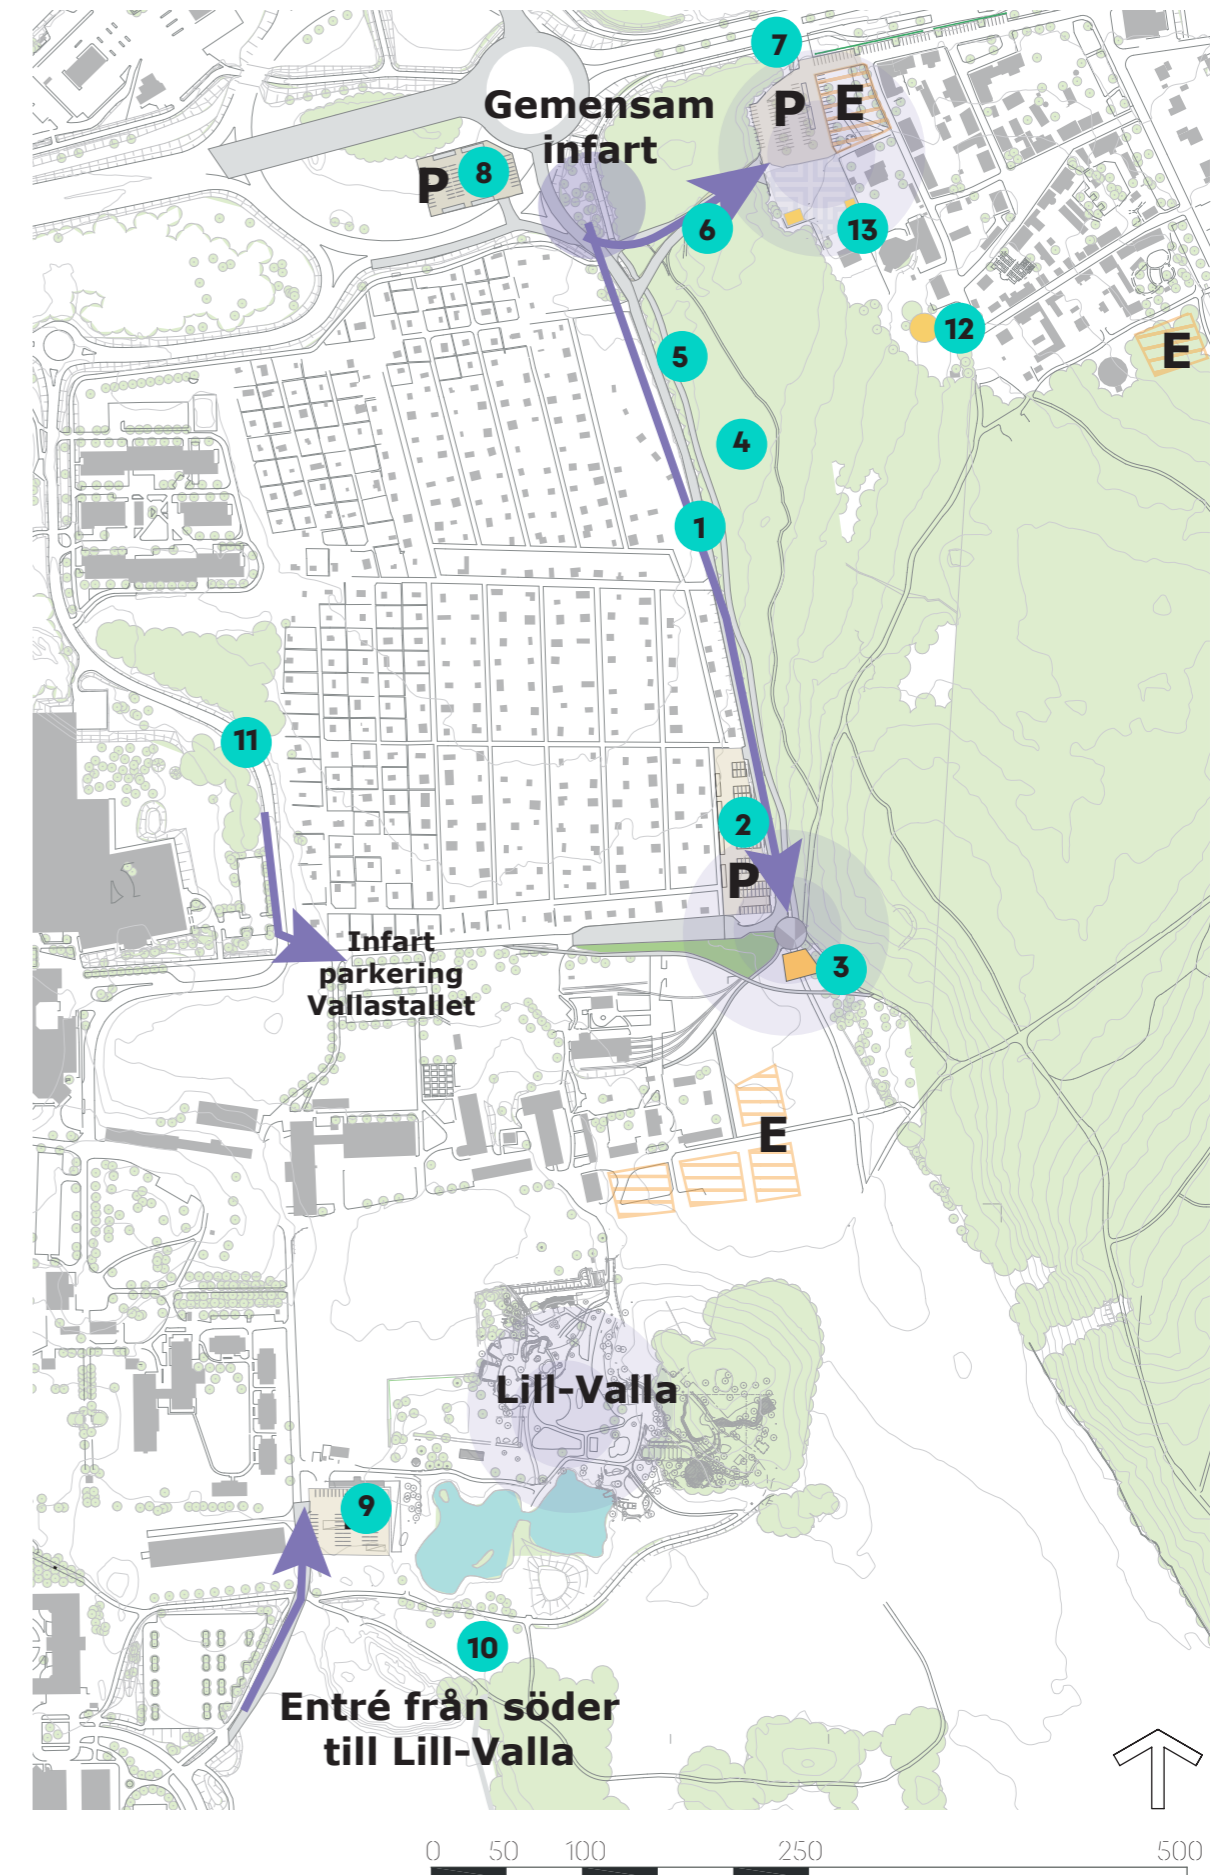 7
P E
Gemensam
infart
P 8
6
13
12
E
5
4
1
11
2
P
Infart
parkering
Vallastallet
3
E
Lill-Valla
9
10
Entré från söder
till Lill-Valla
0 50 100 250 500